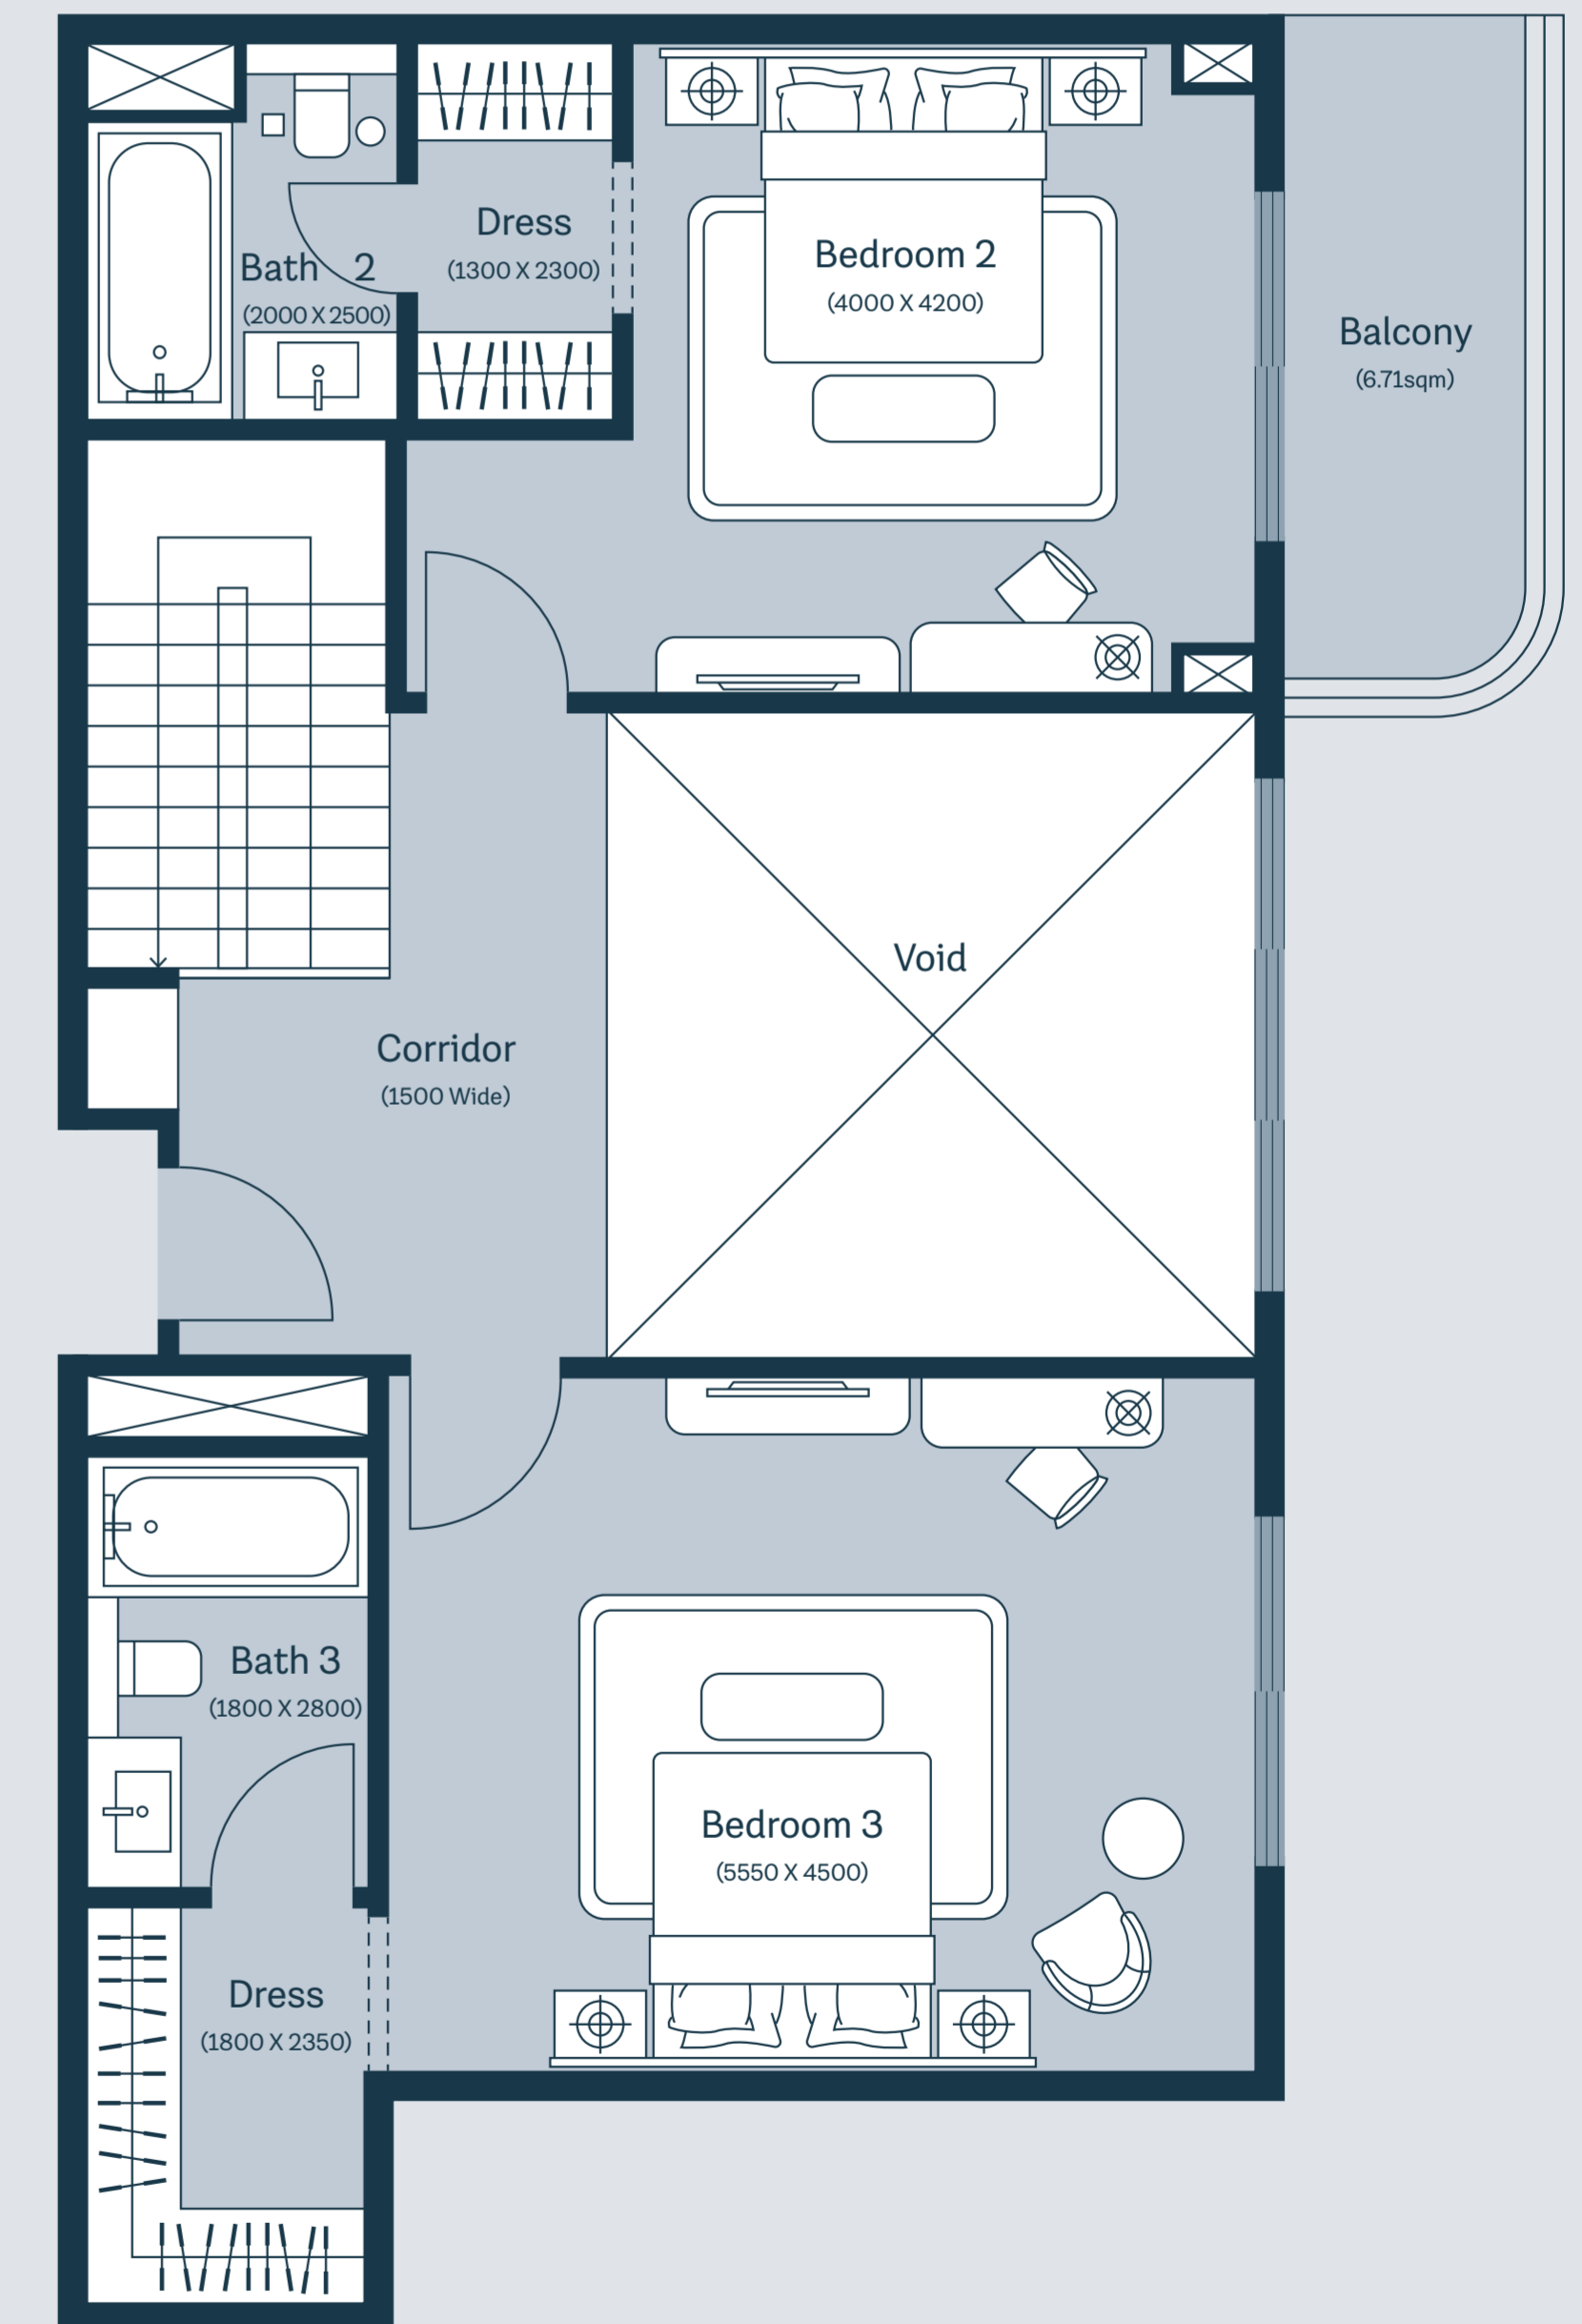 Dress
(1300 X 2300)
Bath 2
(2000 X 2500)
Bedroom 2
(4000 X 4200)
Balcony
(6.71sqm)
Void
Corridor
(1500 Wide)
Bath 3
(1800 X 2800)
Bedroom 3
(5550 X 4500)
Dress
(1800 X 2350)